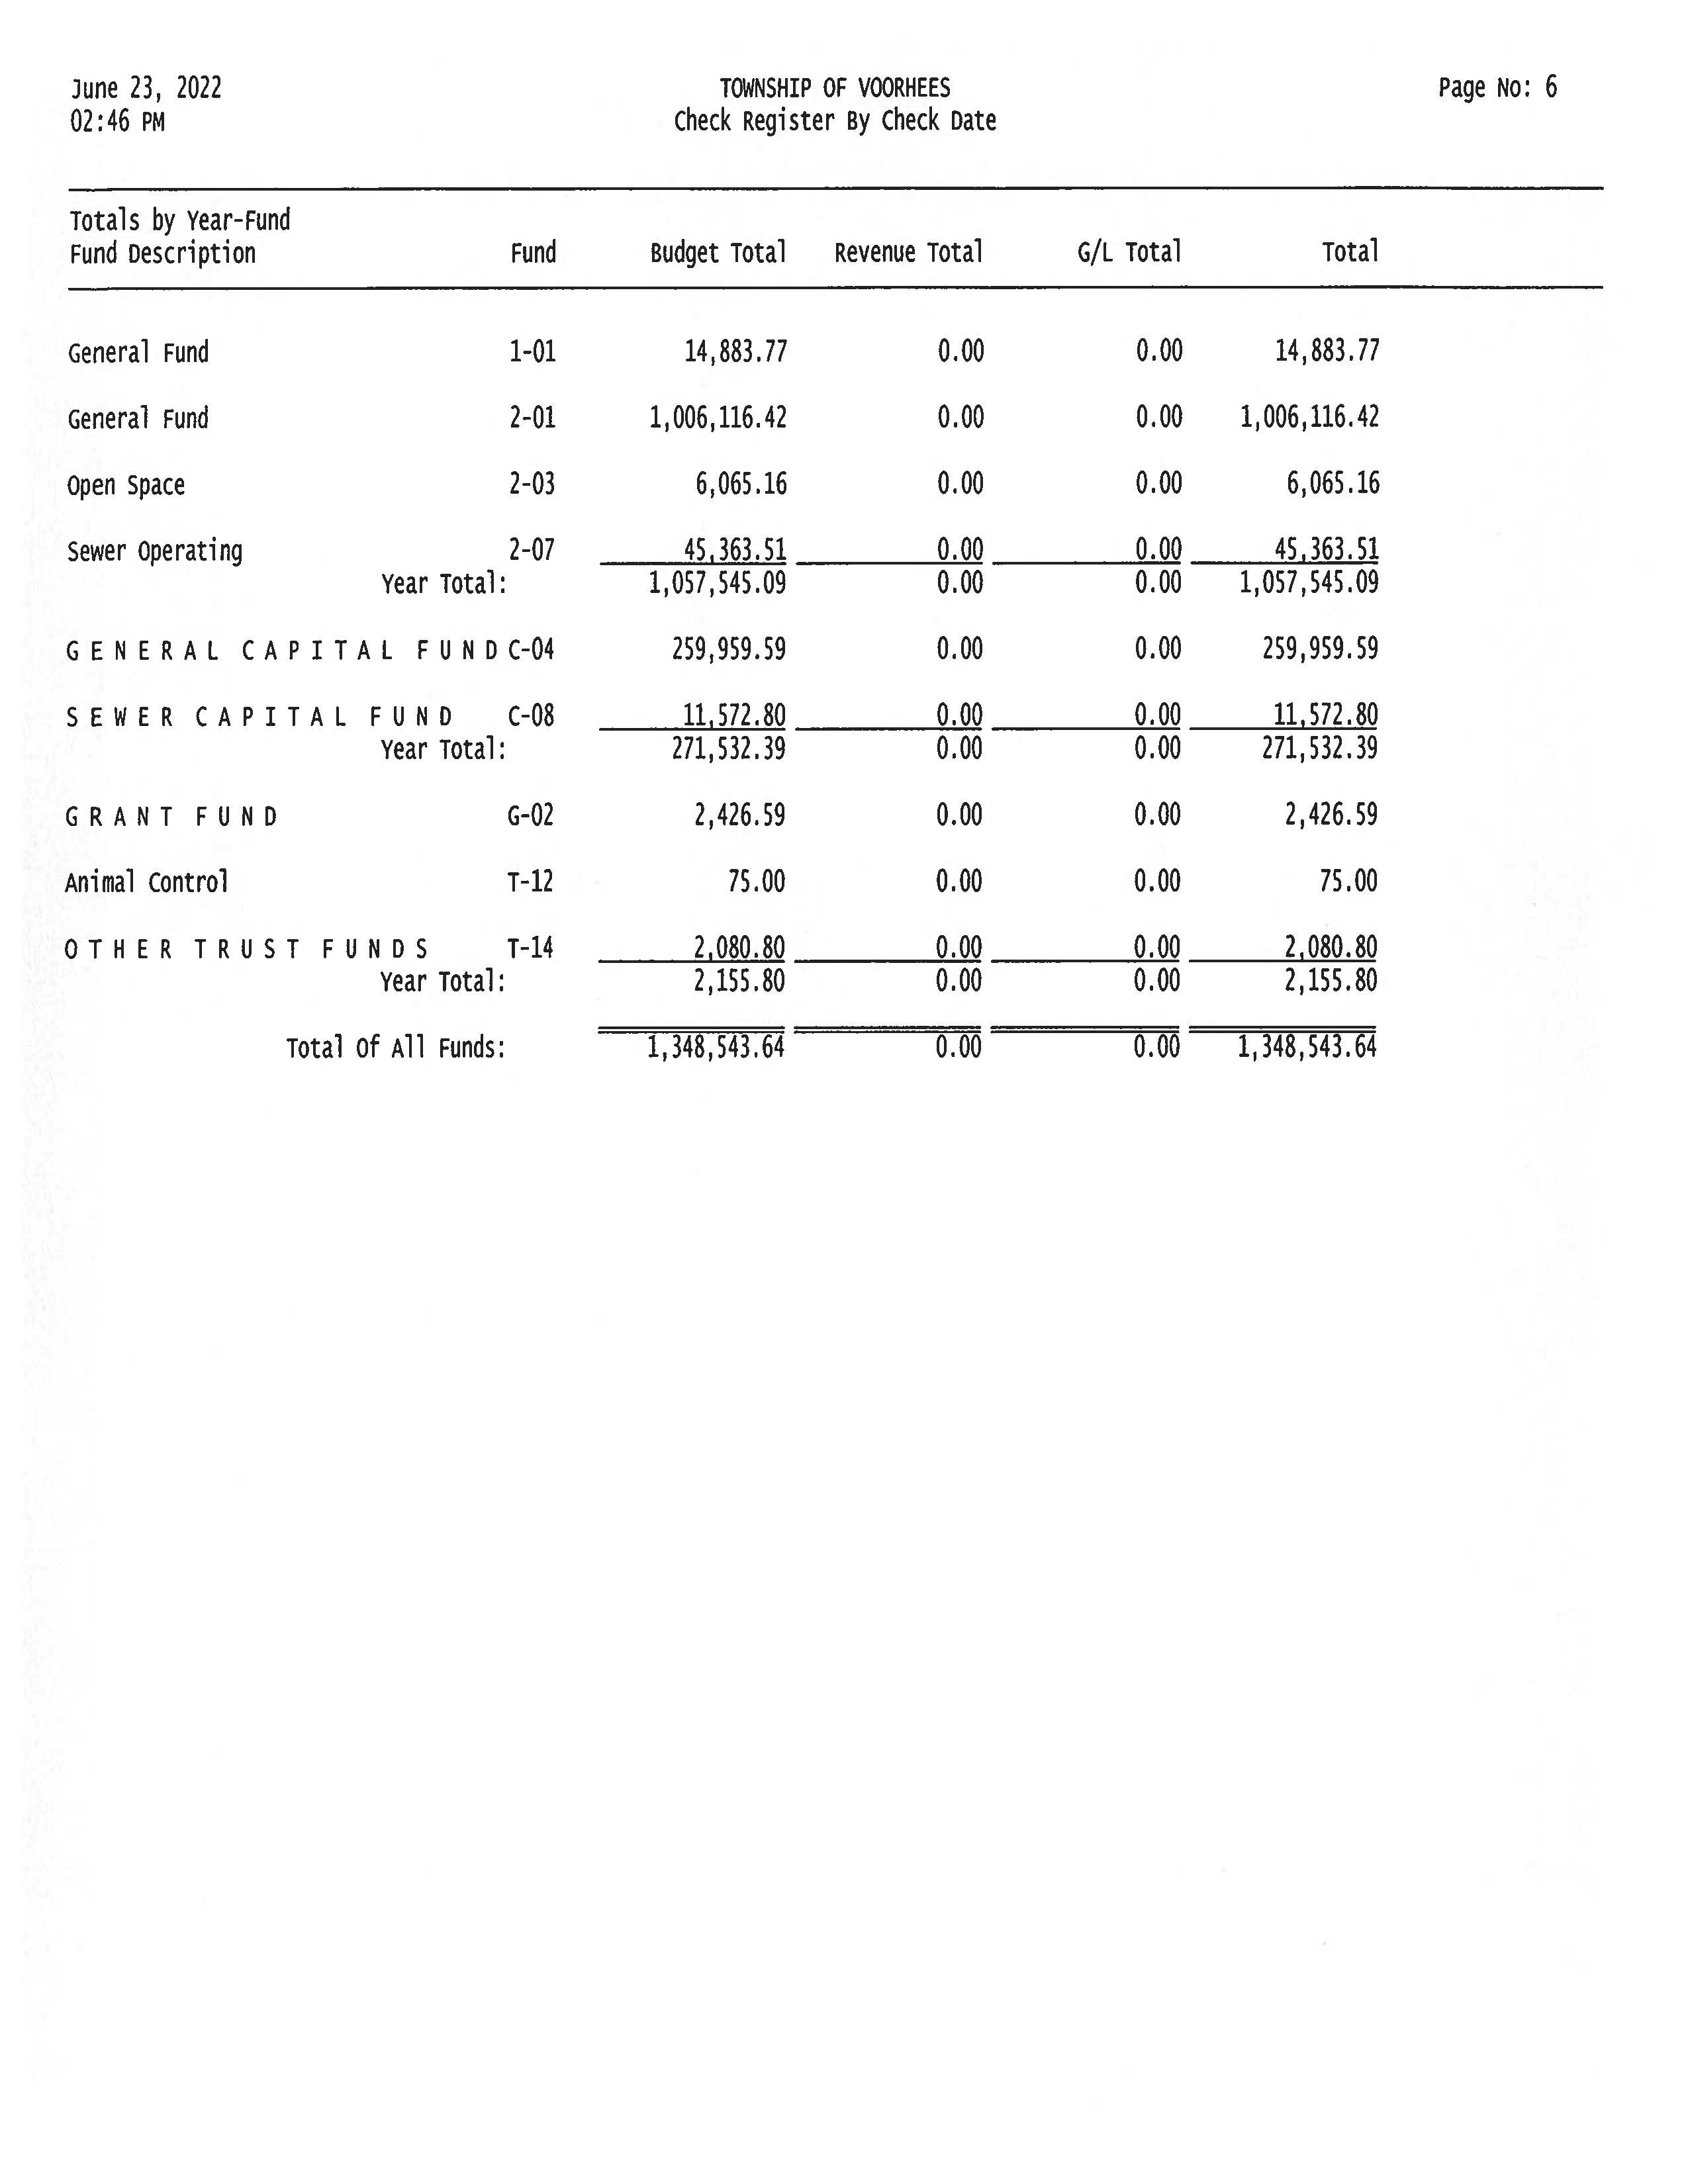 June 23, 2022 TOWNSHIP OF VOORHEES Page No: 6
02:46 PM Check Register By Check Date
Totals by Year-Fund
Fund Description Fund Budget Total Revenue Total G/L Total Total
General Fund 1-01 14,883.77 0.00 0.00 14,883.77
General Fund 2-01 1,006,116.42 0.00 0.00 1,006,116.42
Open Space 2-03 6,065.16 0.00 0.00 6,065.16
Sewer Operating 2-07 45,363.51 0.00 0.00 45,363.51
Year Total: 1,057,545.09 0.00 0.00 1,057,545.09
G E N E R A L  C A P I T A L  F U N D C-04 259,959.59 0.00 0.00 259,959.59
S E W E R  C A P I T A L  F U N D C-08 11,572.80 0.00 0.00 11,572.80
Year Total: 271,532.39 0.00 0.00 271,532.39
G R A N T  F U N D G-02 2,426.59 0.00 0.00 2,426.59
Animal Control T-12 75.00 0.00 0.00 75.00
O T H E R  T R U S T  F U N D S T-14 2,080.80 0.00 0.00 2,080.80
Year Total: 2,155.80 0.00 0.00 2,155.80
Total Of All Funds: 1,348,543.64 0.00 0.00 1,348,543.64